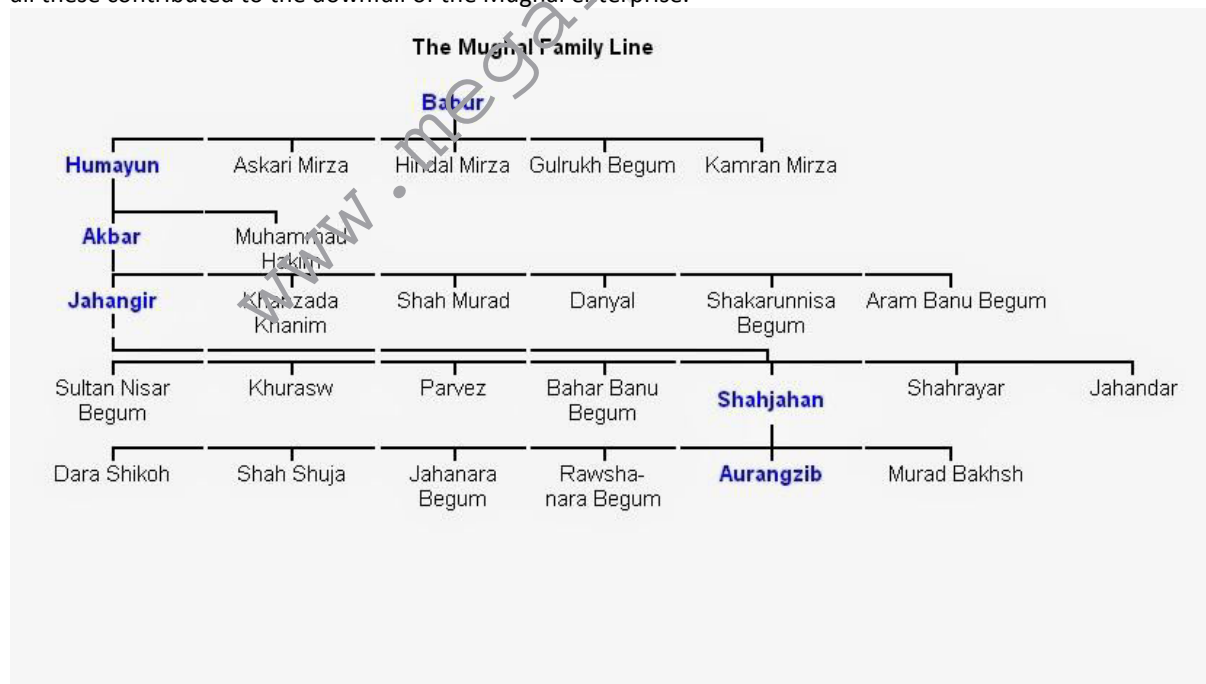 all these contributed to the downfall of the Mughal enterprise.
The Mughal Family Line
Babur
Humayun Askari Mirza Hindal Mirza Gulrukh Begum Kamran Mirza
Akbar Muhammad
Hakim
Jahangir Khanzada Shah Murad Danyal Shakarunnisa Aram Banu Begum
Khanim Begum
Sultan Nisar Khurasw Parvez Bahar Banu Shahjahan Shahrayar Jahandar
Begum Begum
Dara Shikoh Shah Shuja Jahanara Rawsha- Aurangzib Murad Bakhsh
Begum nara Begum
www.mega-